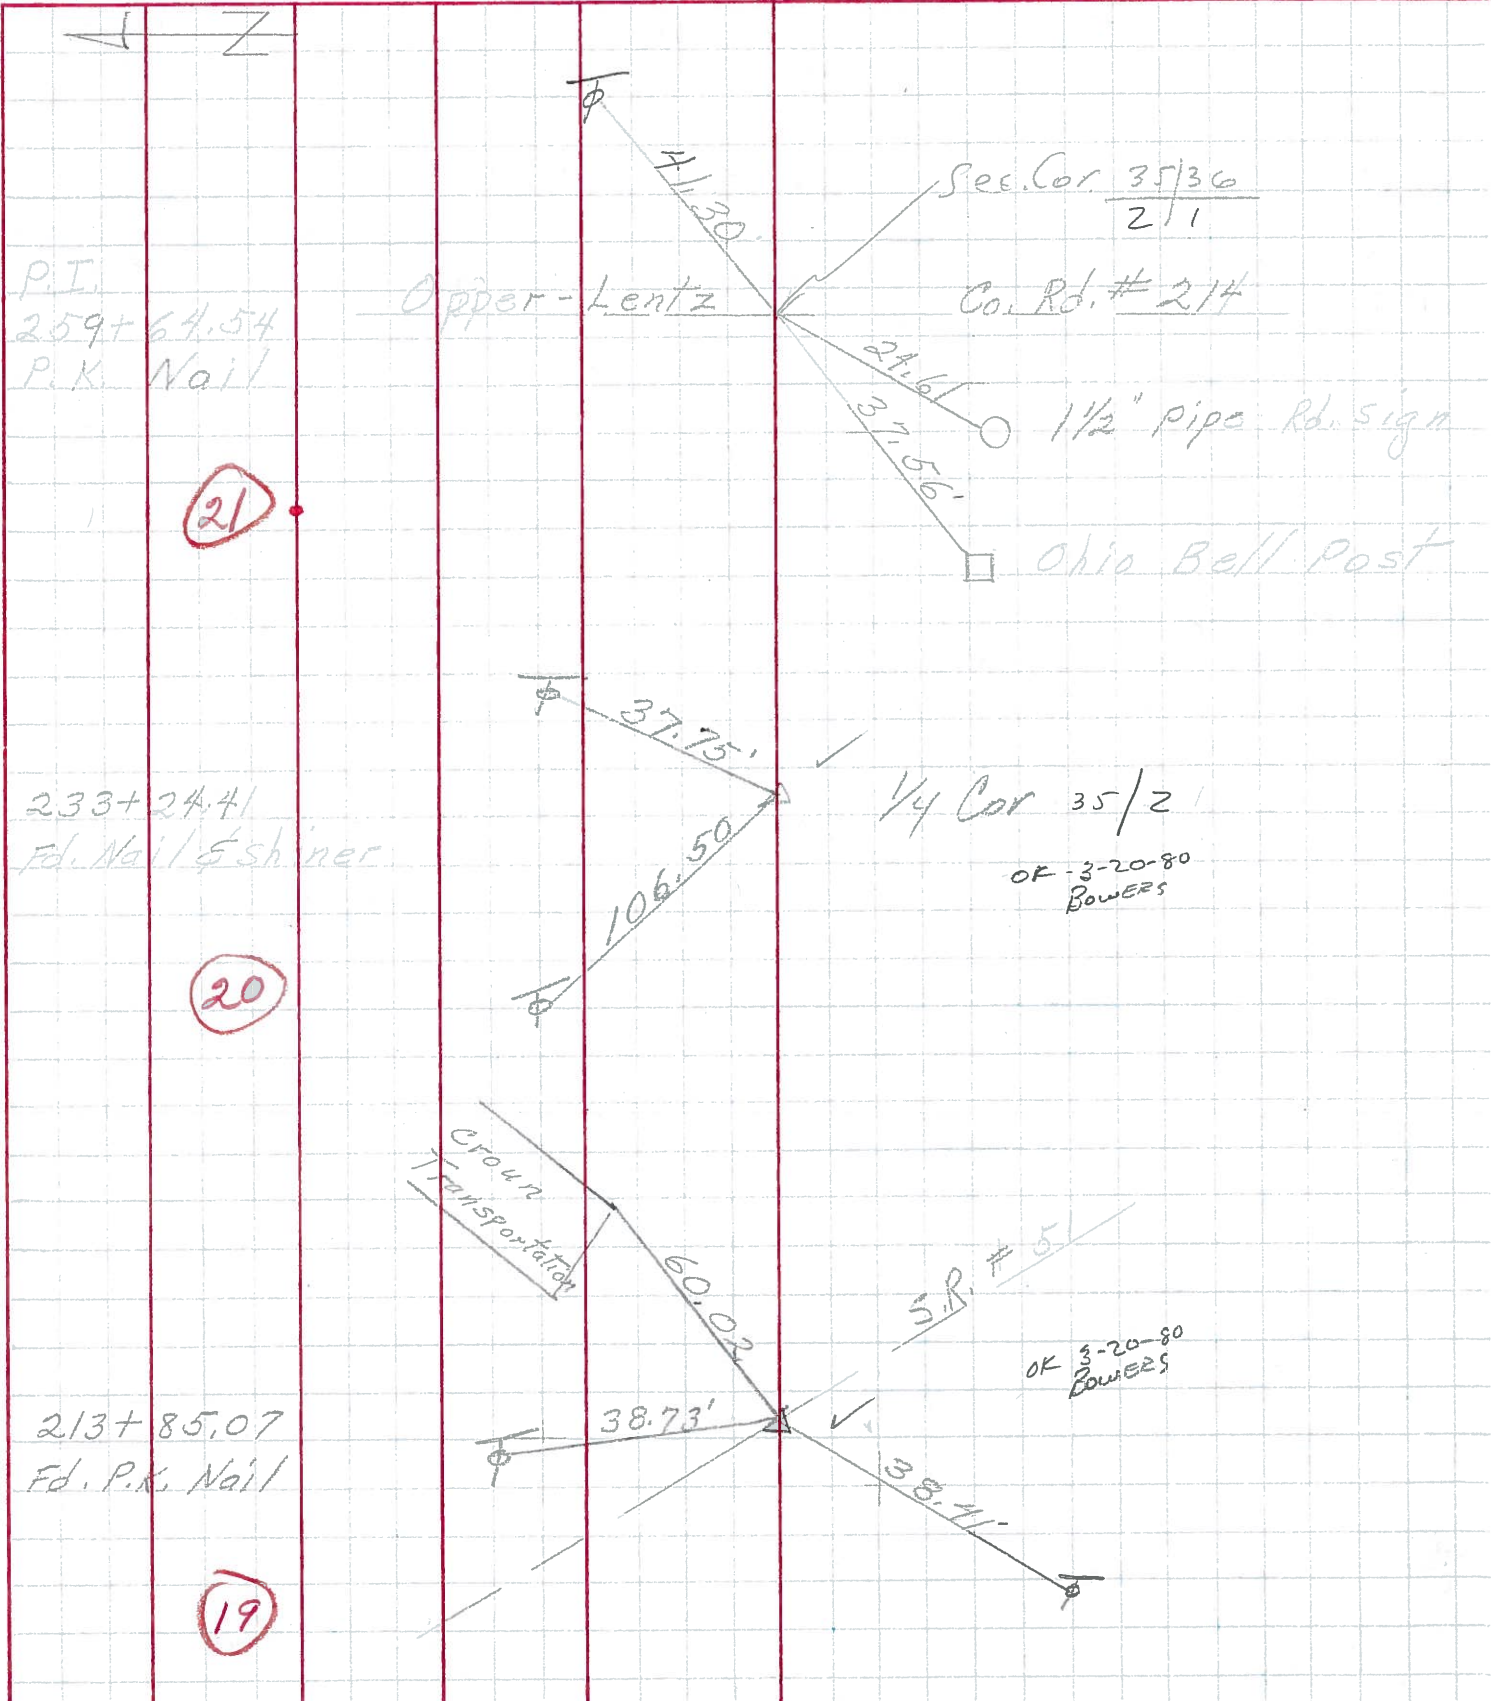 N
41.30
Sec. Cor. 35/36
2/1
P.I.
259+64.54
P.K. Nail
Opper-Lentz
Co. Rd. # 214
24.61
37.56'
1½" pipe Rd. Sign
21
Ohio Bell Post
37.75'
233+24.41
Fd. Nail & Shiner
1/4 Cor 35/2
OK -3-20-80
BOWERS
106.50
20
Croun
Transportation
60.02
S.R. # 51
OK 3-20-80
BOWERS
213+85.07
Fd. P.K. Nail
38.73'
38.41'
19